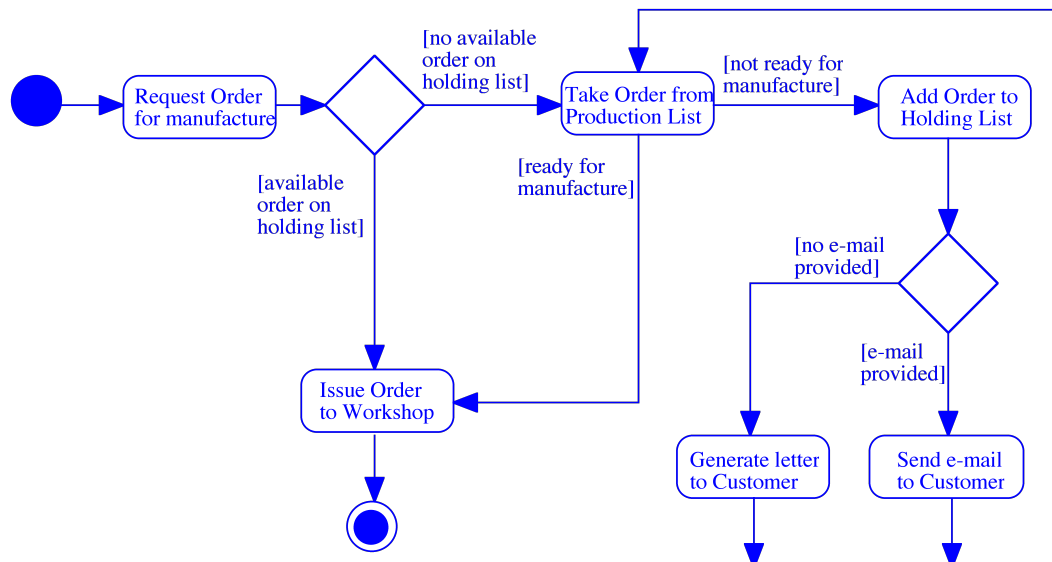 Request Order
for manufacture
[no available
order on
holding list]
Take Order from
Production List
[not ready for
manufacture]
Add Order to
Holding List
[available
order on
holding list]
[ready for
manufacture]
[no e-mail
provided]
[e-mail
provided]
Issue Order
to Workshop
Generate letter
to Customer
Send e-mail
to Customer